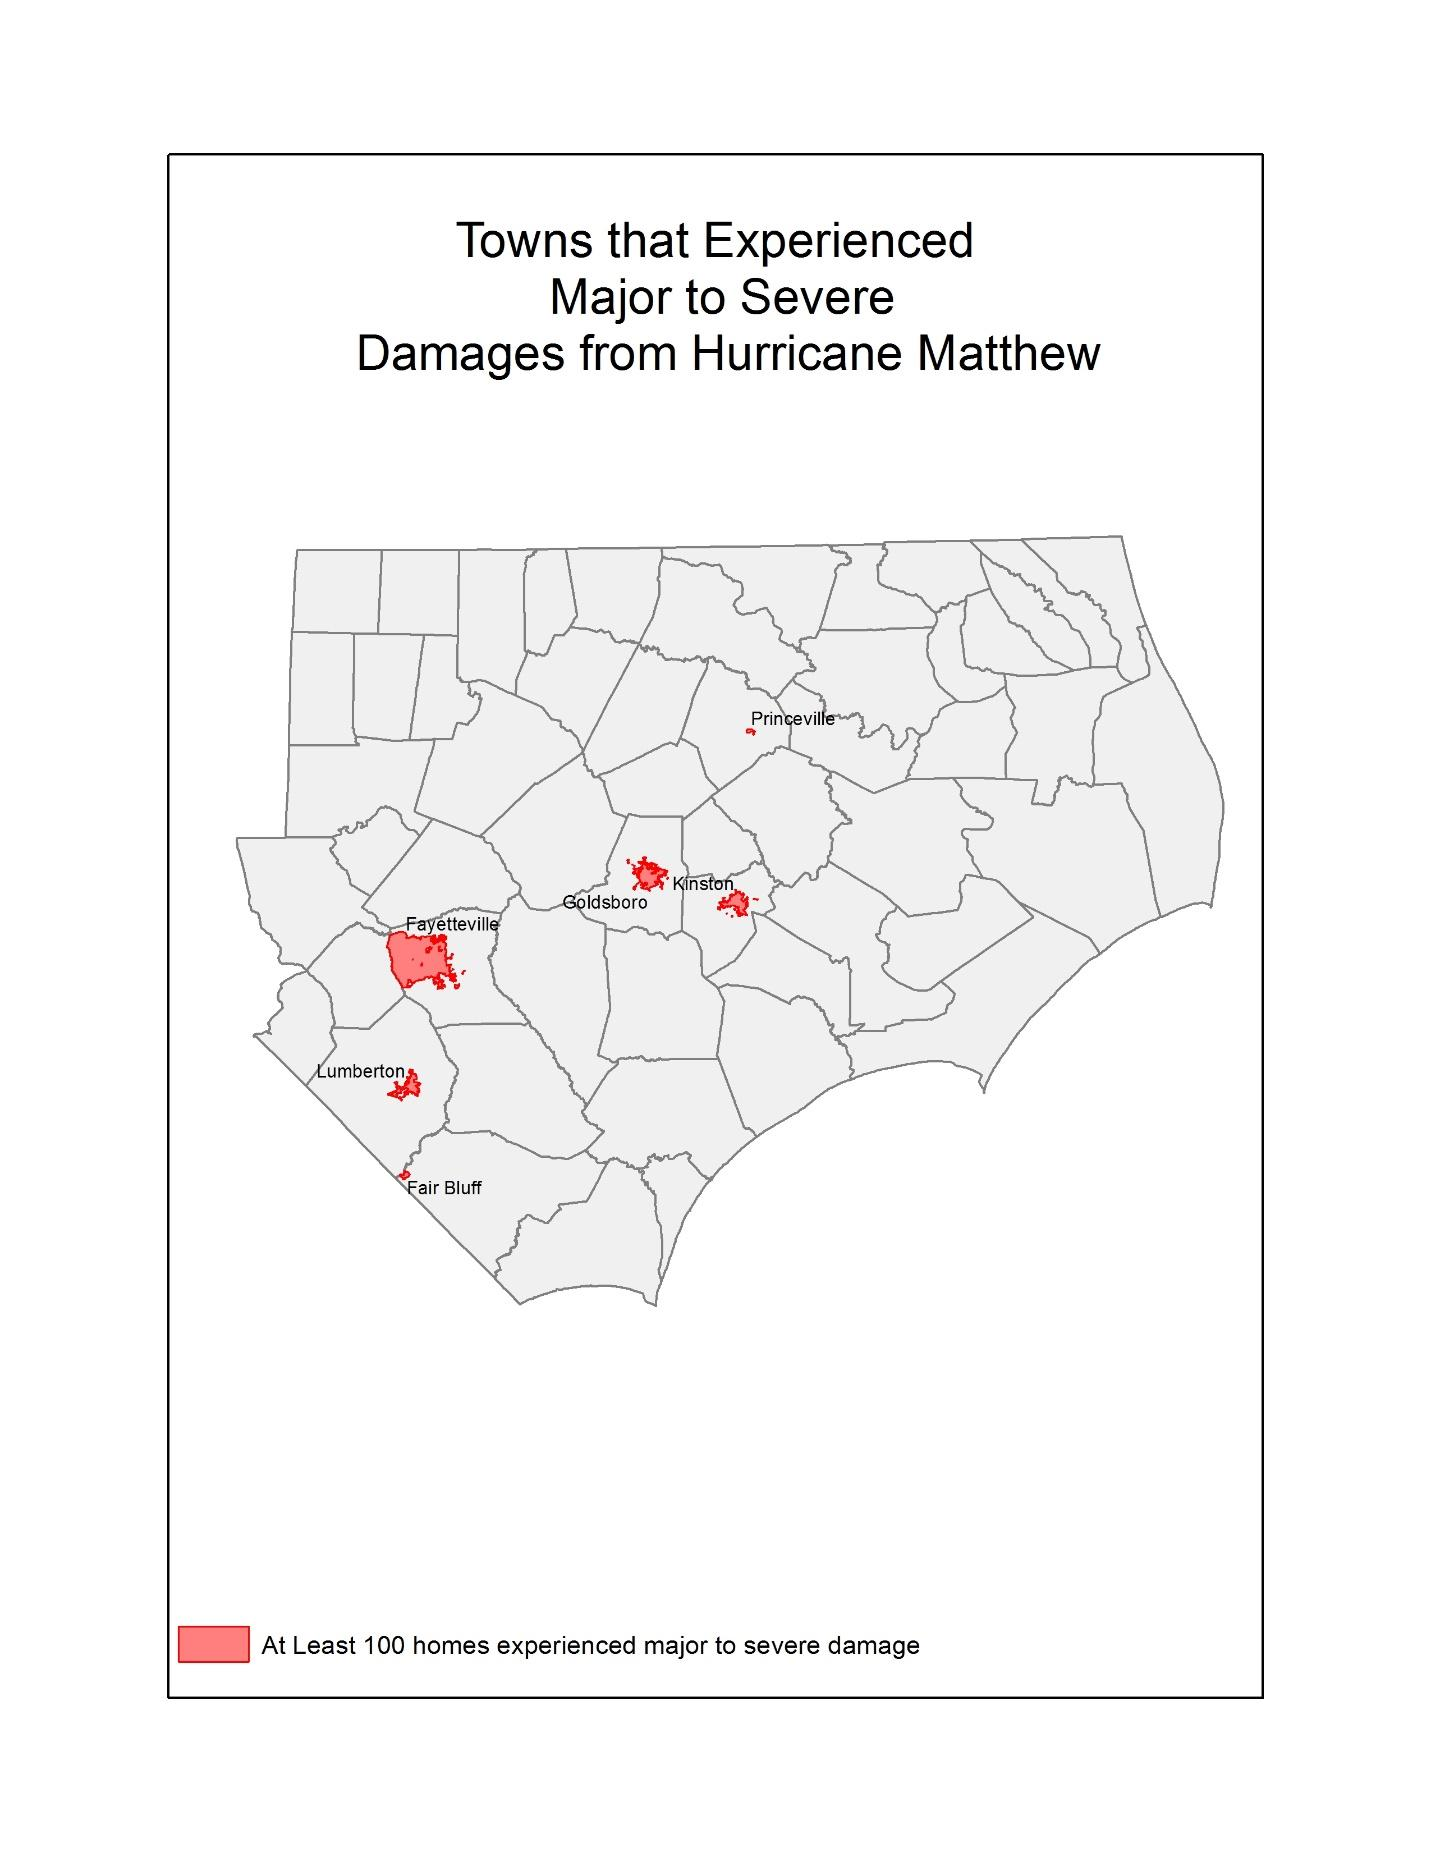 Towns that Experienced
Major to Severe
Damages from Hurricane Matthew
Princeville
Kinston
Goldsboro
Fayetteville
Lumberton
Fair Bluff
At Least 100 homes experienced major to severe damage